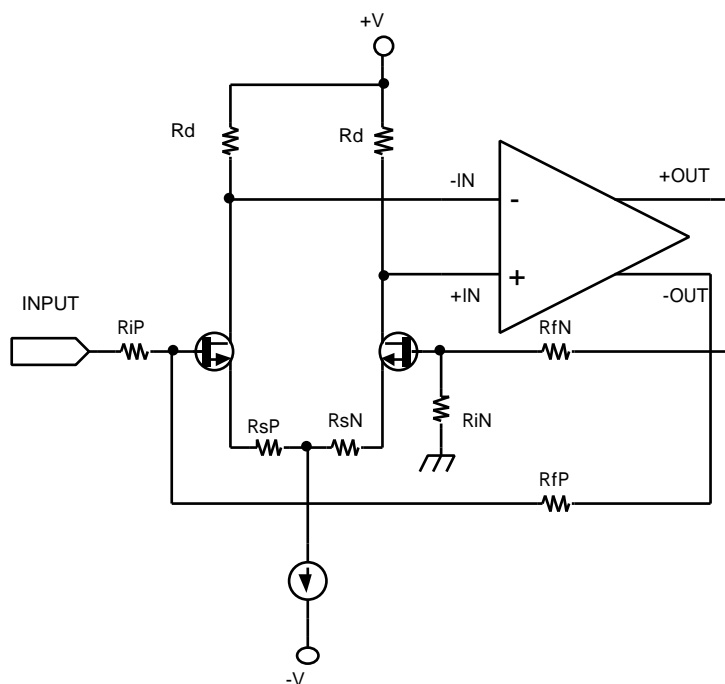 +V
Rd
Rd
-IN
+OUT
-
+
+IN
-OUT
INPUT
RiP
RfN
RsP
RsN
RiN
RfP
-V